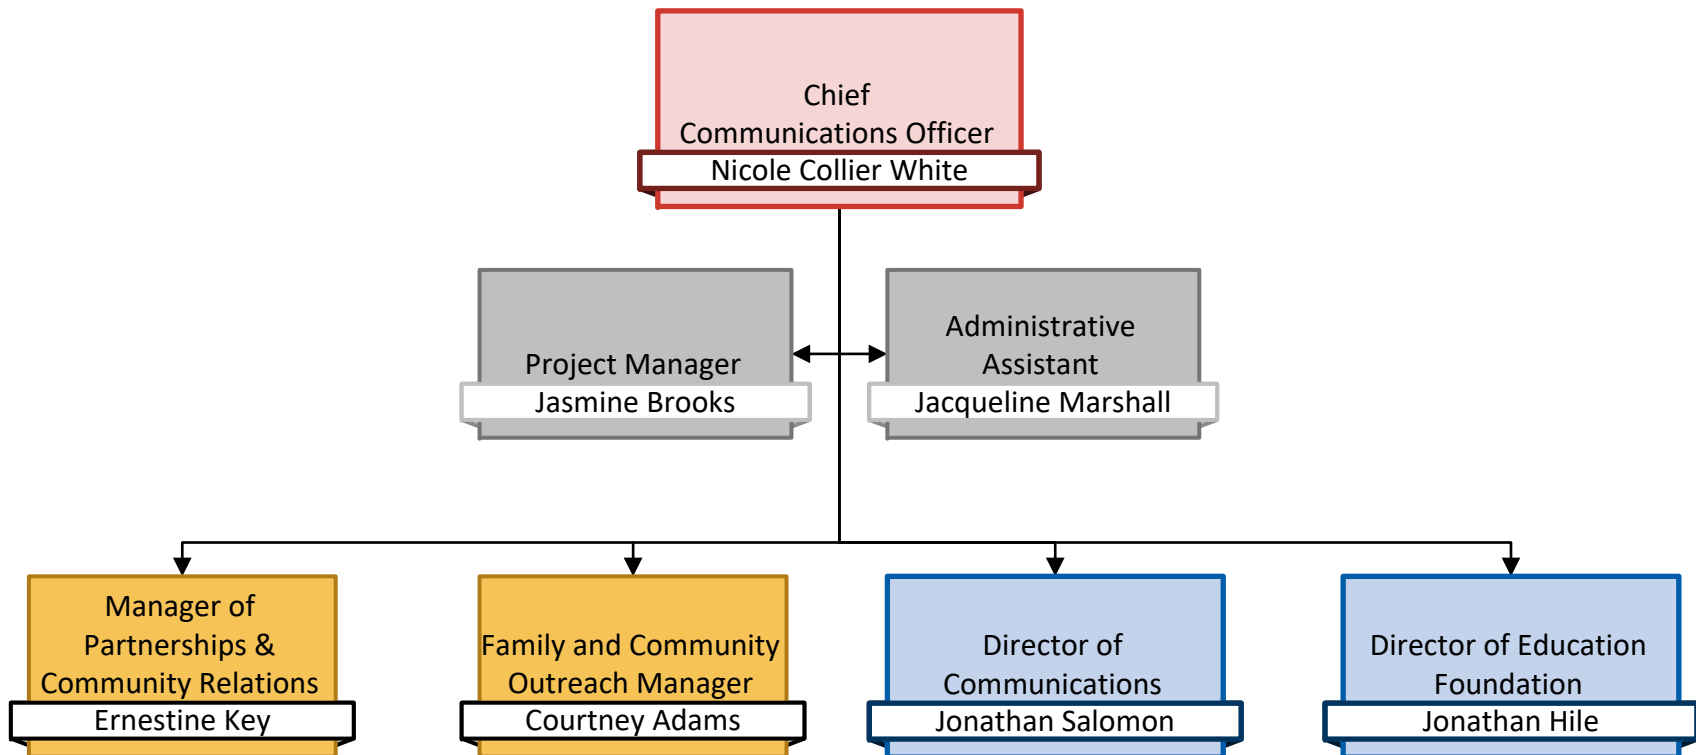 Chief
Communications Officer
Nicole Collier White
Project Manager
Jasmine Brooks
Administrative
Assistant
Jacqueline Marshall
Manager of
Partnerships &
Community Relations
Ernestine Key
Family and Community
Outreach Manager
Courtney Adams
Director of
Communications
Jonathan Salomon
Director of Education
Foundation
Jonathan Hile